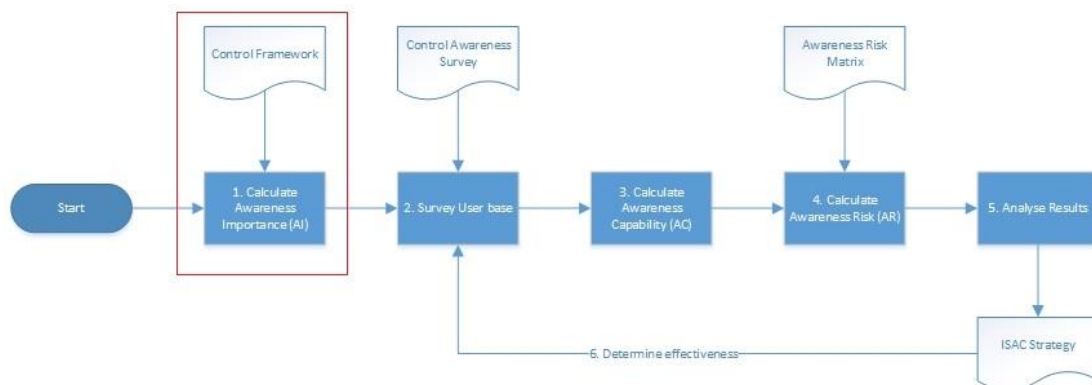 Control Framework
Control Awareness
Survey
Awareness Risk
Matrix
Start
1. Calculate
Awareness
Importance (AI)
2. Survey User base
3. Calculate
Awareness
Capability (AC)
4. Calculate
Awareness Risk (AR)
5. Analyse Results
6. Determine effectiveness
ISAC Strategy